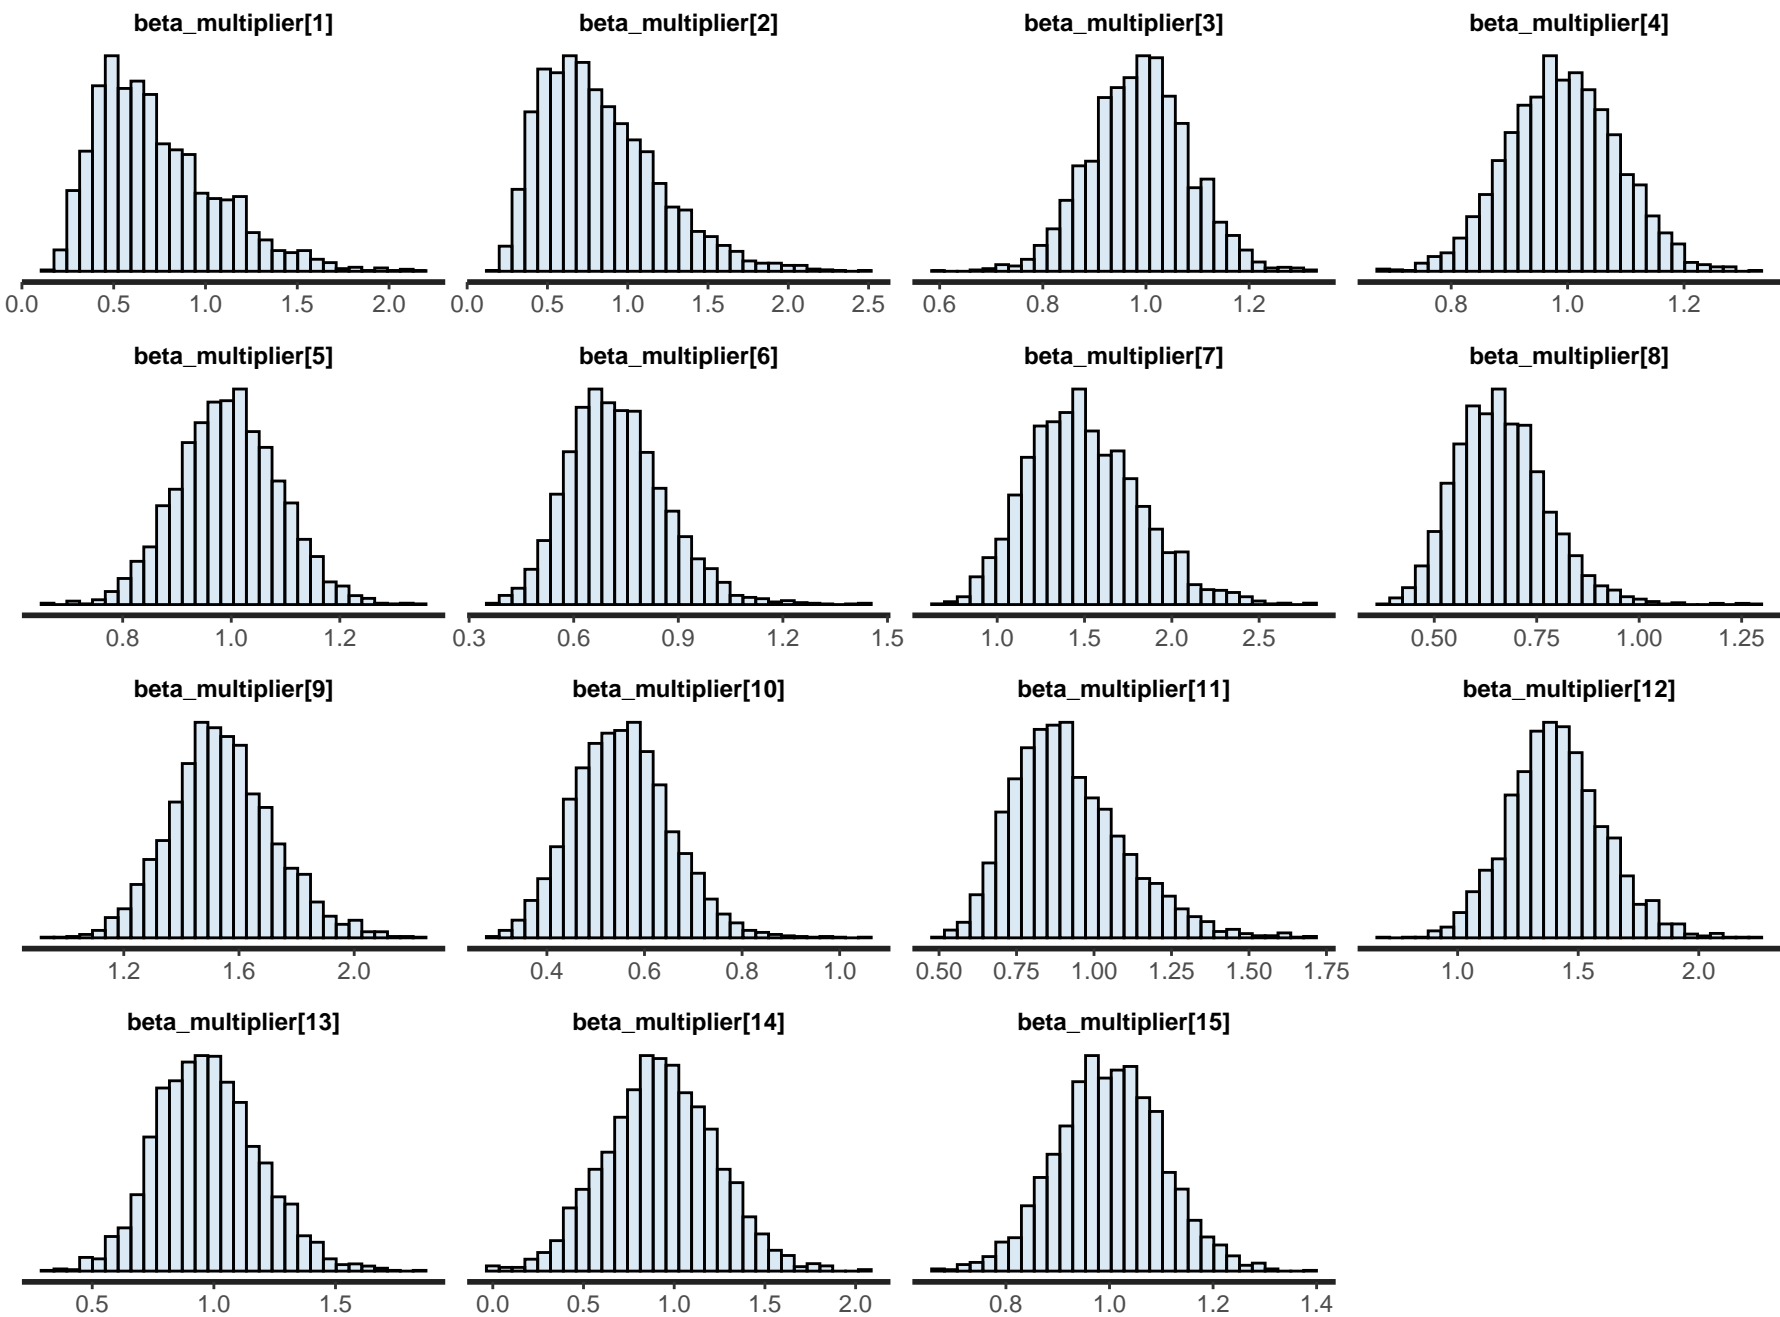 beta_multiplier[1] beta_multiplier[2] beta_multiplier[3] beta_multiplier[4]
0.0 0.5 1.0 1.5 2.0 0.0 0.5 1.0 1.5 2.0 2.5 0.6 0.8 1.0 1.2 0.8 1.0 1.2
beta_multiplier[5] beta_multiplier[6] beta_multiplier[7] beta_multiplier[8]
0.8 1.0 1.2 0.3 0.6 0.9 1.2 1.5 1.0 1.5 2.0 2.5 0.50 0.75 1.00 1.25
beta_multiplier[9] beta_multiplier[10] beta_multiplier[11] beta_multiplier[12]
1.2 1.6 2.0 0.4 0.6 0.8 1.0 0.50 0.75 1.00 1.25 1.50 1.75 1.0 1.5 2.0
beta_multiplier[13] beta_multiplier[14] beta_multiplier[15]
0.5 1.0 1.5 0.0 0.5 1.0 1.5 2.0 0.8 1.0 1.2 1.4